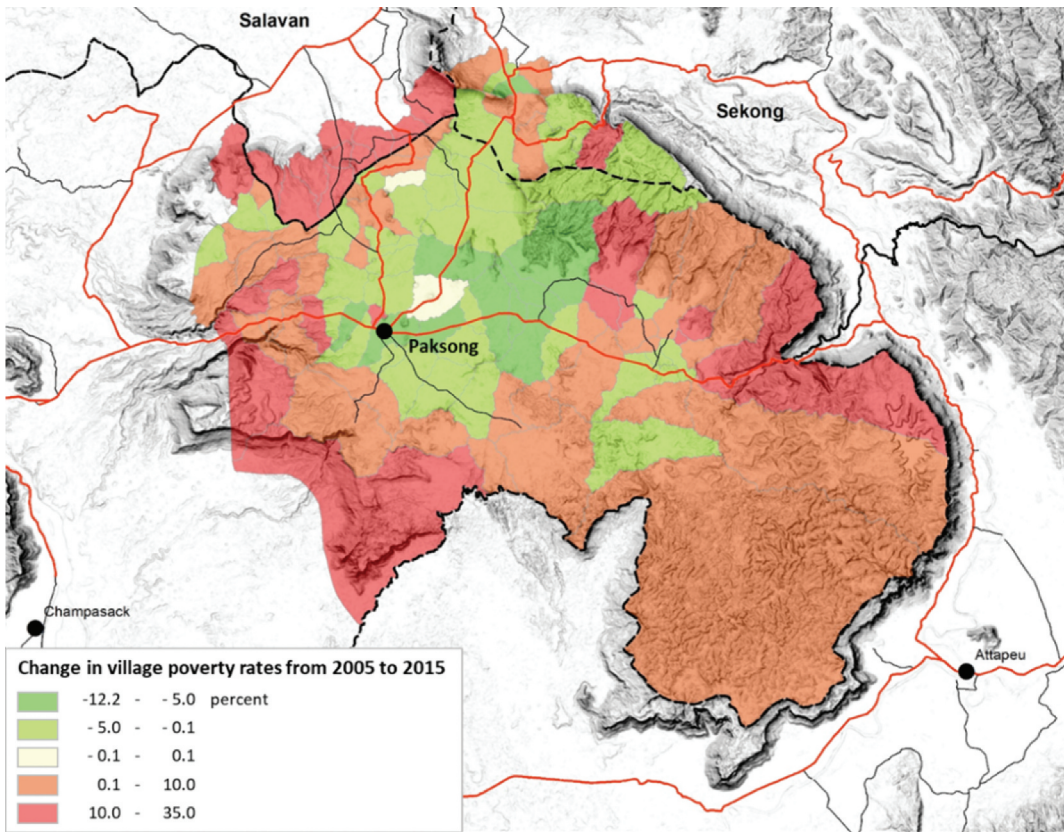 Salavan
Sekong
Paksong
Champasack
Attapeu
Change in village poverty rates from 2005 to 2015
-12.2 - - 5.0 percent
-5.0 - -0.1
-0.1 - 0.1
0.1 - 10.0
10.0 - 35.0